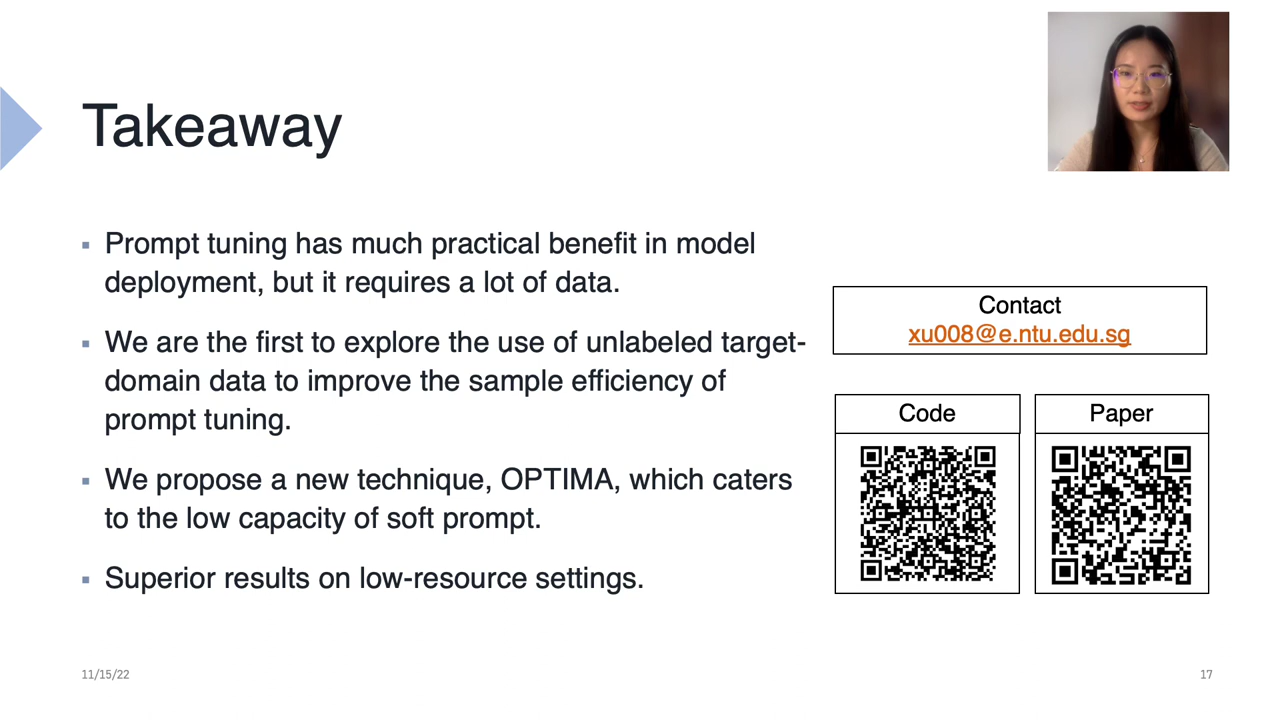 Takeaway
Prompt tuning has much practical benefit in model
deployment, but it requires a lot of data.
We are the first to explore the use of unlabeled target-
domain data to improve the sample efficiency of
prompt tuning.
We propose a new technique, OPTIMA, which caters
to the low capacity of soft prompt.
Superior results on low-resource settings.
Contact
xu008@e.ntu.edu.sg
Code
Paper
11/15/22
17